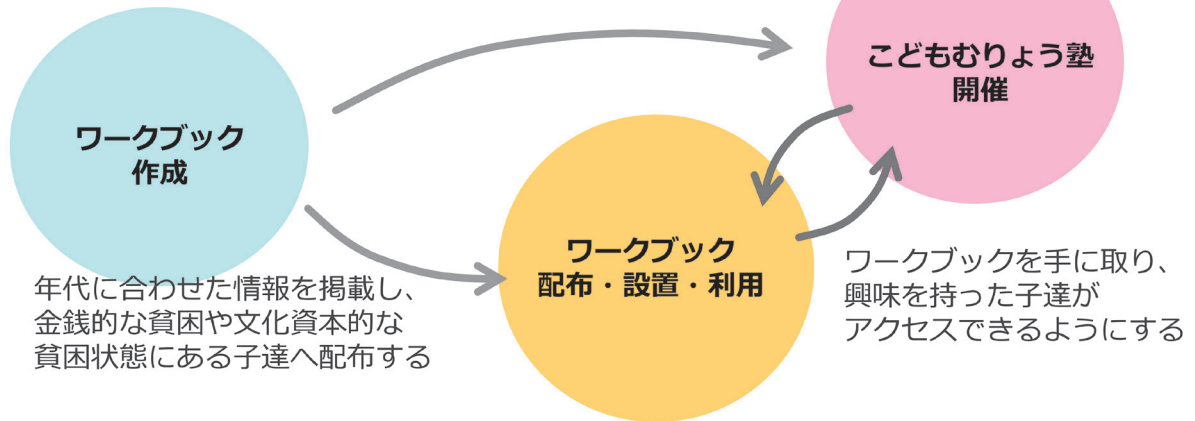 こどもむりょう塾
開催
ワークブック
作成
ワークブック
配布・設置・利用
年代に合わせた情報を掲載し、
金銭的な貧困や文化資本的な
貧困状態にある子達へ配布する
ワークブックを手に取り、
興味を持った子達が
アクセスできるようにする